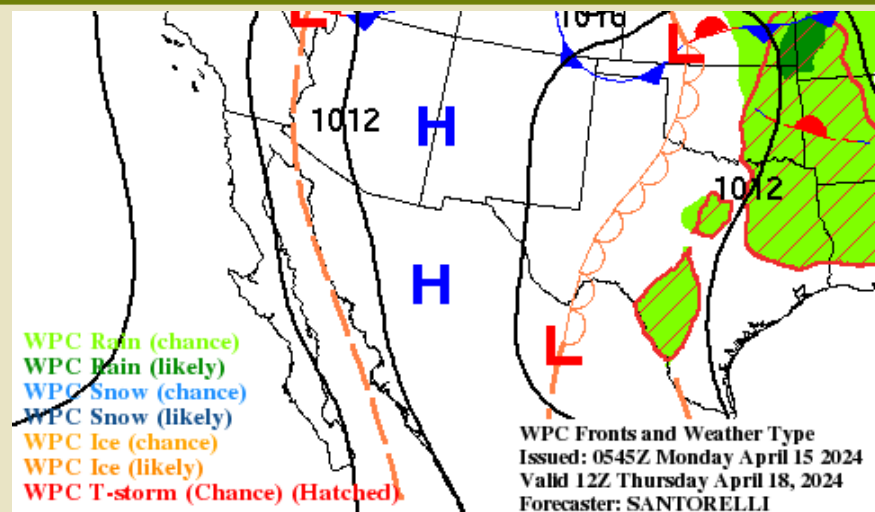 L
1016
L
1012
H
1012
H
L
WPC Rain (chance)
WPC Rain (likely)
WPC Snow (chance)
WPC Snow (likely)
WPC Ice (chance)
WPC Ice (likely)
WPC T-storm (Chance) (Hatched)
WPC Fronts and Weather Type
Issued: 0545Z Monday April 15 2024
Valid 12Z Thursday April 18, 2024
Forecaster: SANTORELLI